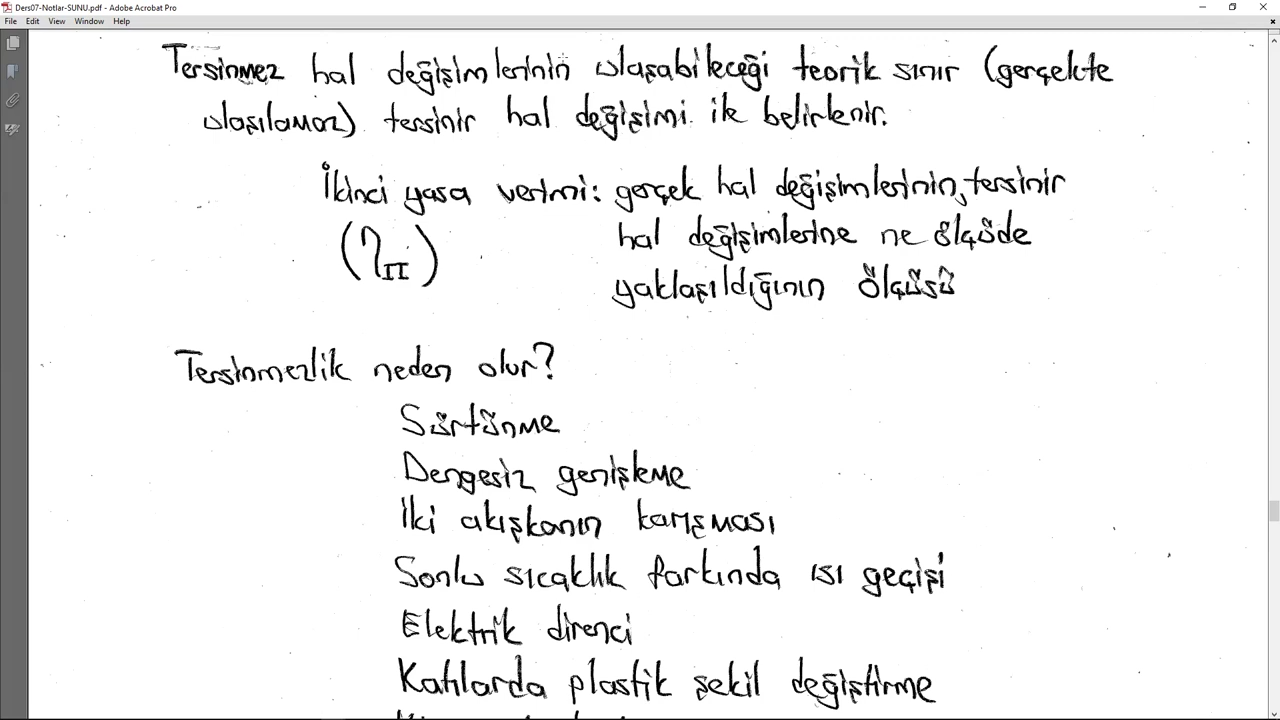 Ders07-Notlar-SUNU.pdf - Adobe Acrobat Pro
File Edit View Window Help
Tersinmez hal değişimlerinin ulaşabileceği teorik sınır (gerçekte
ulaşılamaz) tersinir hal değişimi ile belirlenir.
İkinci yasa verimi: gerçek hal değişimlerinin, tersinir
(η_II) hal değişimlerine ne ölçüde
yaklaşıldığının ölçüsü
Tersinmezlik neden olur?
Sürtünme
Dengesiz genişleme
İki akışkanın karışması
Sonlu sıcaklık farkında ısı geçişi
Elektrik direnci
Katılarda plastik şekil değiştirme